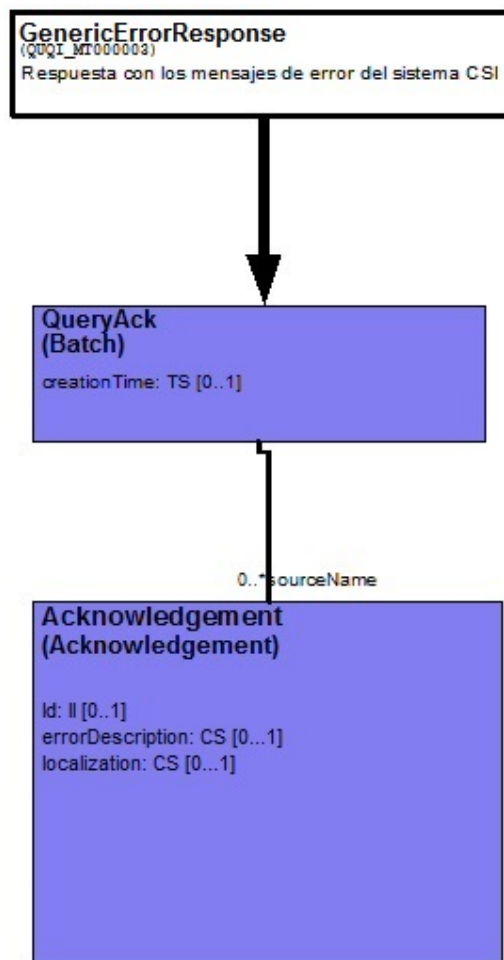 GenericErrorResponse
(QUQI_MT000003)
Respuesta con los mensajes de error del sistema CSI
QueryAck
(Batch)
creationTime: TS [0..1]
0..*sourceName
Acknowledgement
(Acknowledgement)
Id: II [0..1]
errorDescription: CS [0...1]
localization: CS [0...1]